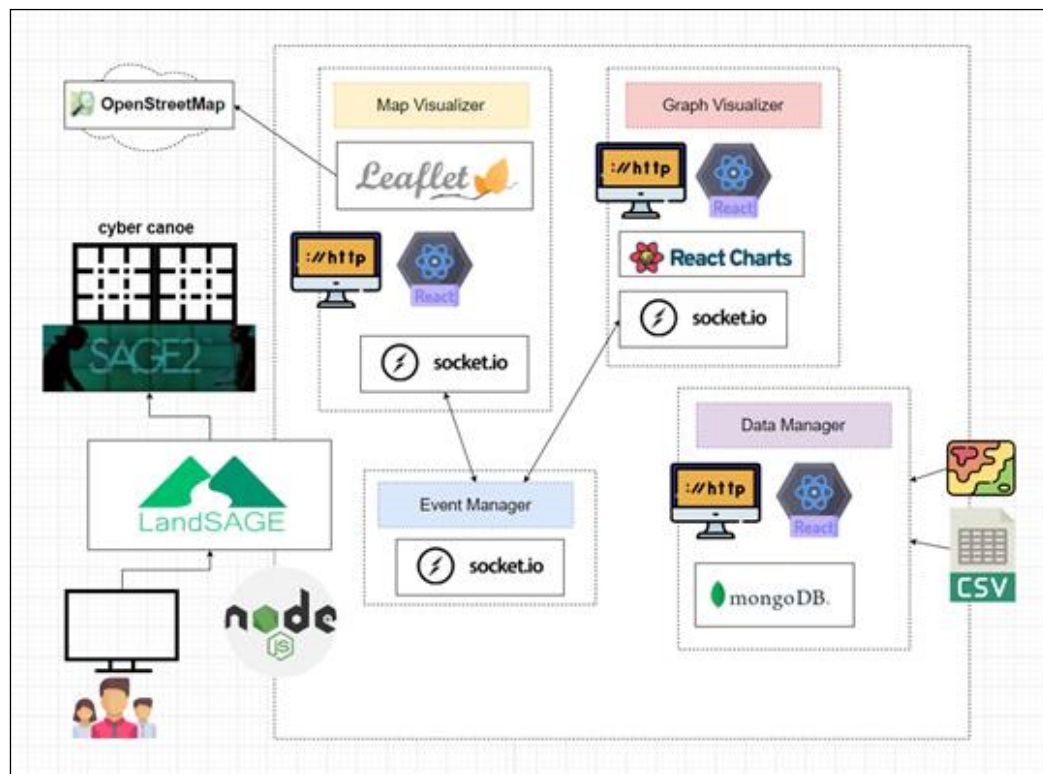 OpenStreetMap
Map Visualizer
Leaflet
://http
React
socket.io
Graph Visualizer
://http
React
React Charts
socket.io
cyber canoe
SAGE2
LandSAGE
node
JS
Event Manager
socket.io
Data Manager
://http
React
mongoDB.
CSV